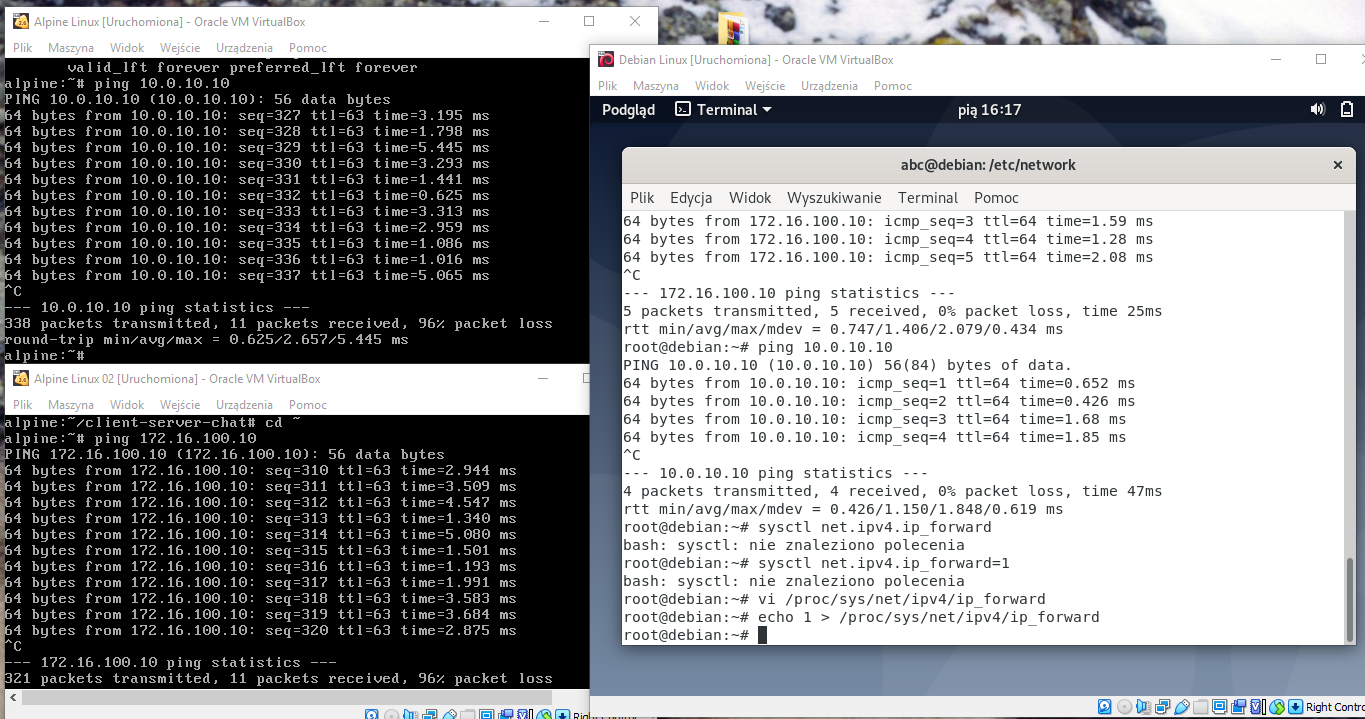 Alpine Linux [Uruchomiona] - Oracle VM VirtualBox
Plik Maszyna Widok Wejście Urządzenia Pomoc
valid_lft forever preferred_lft forever
alpine:~# ping 10.0.10.10
PING 10.0.10.10 (10.0.10.10): 56 data bytes
64 bytes from 10.0.10.10: seq=327 ttl=63 time=3.195 ms
64 bytes from 10.0.10.10: seq=328 ttl=63 time=1.798 ms
64 bytes from 10.0.10.10: seq=329 ttl=63 time=5.445 ms
64 bytes from 10.0.10.10: seq=330 ttl=63 time=3.293 ms
64 bytes from 10.0.10.10: seq=331 ttl=63 time=1.441 ms
64 bytes from 10.0.10.10: seq=332 ttl=63 time=0.625 ms
64 bytes from 10.0.10.10: seq=333 ttl=63 time=3.313 ms
64 bytes from 10.0.10.10: seq=334 ttl=63 time=2.959 ms
64 bytes from 10.0.10.10: seq=335 ttl=63 time=1.086 ms
64 bytes from 10.0.10.10: seq=336 ttl=63 time=1.016 ms
64 bytes from 10.0.10.10: seq=337 ttl=63 time=5.065 ms
^C
--- 10.0.10.10 ping statistics ---
338 packets transmitted, 11 packets received, 96% packet loss
round-trip min/avg/max = 0.625/2.657/5.445 ms
alpine:~#
Alpine Linux 02 [Uruchomiona] - Oracle VM VirtualBox
Plik Maszyna Widok Wejście Urządzenia Pomoc
alpine:~/client-server-chat# cd ~
alpine:~# ping 172.16.100.10
PING 172.16.100.10 (172.16.100.10): 56 data bytes
64 bytes from 172.16.100.10: seq=310 ttl=63 time=2.944 ms
64 bytes from 172.16.100.10: seq=311 ttl=63 time=3.509 ms
64 bytes from 172.16.100.10: seq=312 ttl=63 time=4.547 ms
64 bytes from 172.16.100.10: seq=313 ttl=63 time=1.340 ms
64 bytes from 172.16.100.10: seq=314 ttl=63 time=5.080 ms
64 bytes from 172.16.100.10: seq=315 ttl=63 time=1.501 ms
64 bytes from 172.16.100.10: seq=316 ttl=63 time=1.193 ms
64 bytes from 172.16.100.10: seq=317 ttl=63 time=1.991 ms
64 bytes from 172.16.100.10: seq=318 ttl=63 time=3.583 ms
64 bytes from 172.16.100.10: seq=319 ttl=63 time=3.684 ms
64 bytes from 172.16.100.10: seq=320 ttl=63 time=2.875 ms
^C
--- 172.16.100.10 ping statistics ---
321 packets transmitted, 11 packets received, 96% packet loss
Right
Debian Linux [Uruchomiona] - Oracle VM VirtualBox
Plik Maszyna Widok Wejście Urządzenia Pomoc
Podgląd Terminal pią 16:17
abc@debian: /etc/network
Plik Edycja Widok Wyszukiwanie Terminal Pomoc
64 bytes from 172.16.100.10: icmp_seq=3 ttl=64 time=1.59 ms
64 bytes from 172.16.100.10: icmp_seq=4 ttl=64 time=1.28 ms
64 bytes from 172.16.100.10: icmp_seq=5 ttl=64 time=2.08 ms
^C
--- 172.16.100.10 ping statistics ---
5 packets transmitted, 5 received, 0% packet loss, time 25ms
rtt min/avg/max/mdev = 0.747/1.406/2.079/0.434 ms
root@debian:~# ping 10.0.10.10
PING 10.0.10.10 (10.0.10.10) 56(84) bytes of data.
64 bytes from 10.0.10.10: icmp_seq=1 ttl=64 time=0.652 ms
64 bytes from 10.0.10.10: icmp_seq=2 ttl=64 time=0.426 ms
64 bytes from 10.0.10.10: icmp_seq=3 ttl=64 time=1.68 ms
64 bytes from 10.0.10.10: icmp_seq=4 ttl=64 time=1.85 ms
^C
--- 10.0.10.10 ping statistics ---
4 packets transmitted, 4 received, 0% packet loss, time 47ms
rtt min/avg/max/mdev = 0.426/1.150/1.848/0.619 ms
root@debian:~# sysctl net.ipv4.ip_forward
bash: sysctl: nie znaleziono polecenia
root@debian:~# sysctl net.ipv4.ip_forward=1
bash: sysctl: nie znaleziono polecenia
root@debian:~# vi /proc/sys/net/ipv4/ip_forward
root@debian:~# echo 1 > /proc/sys/net/ipv4/ip_forward
root@debian:~#
Right Contro